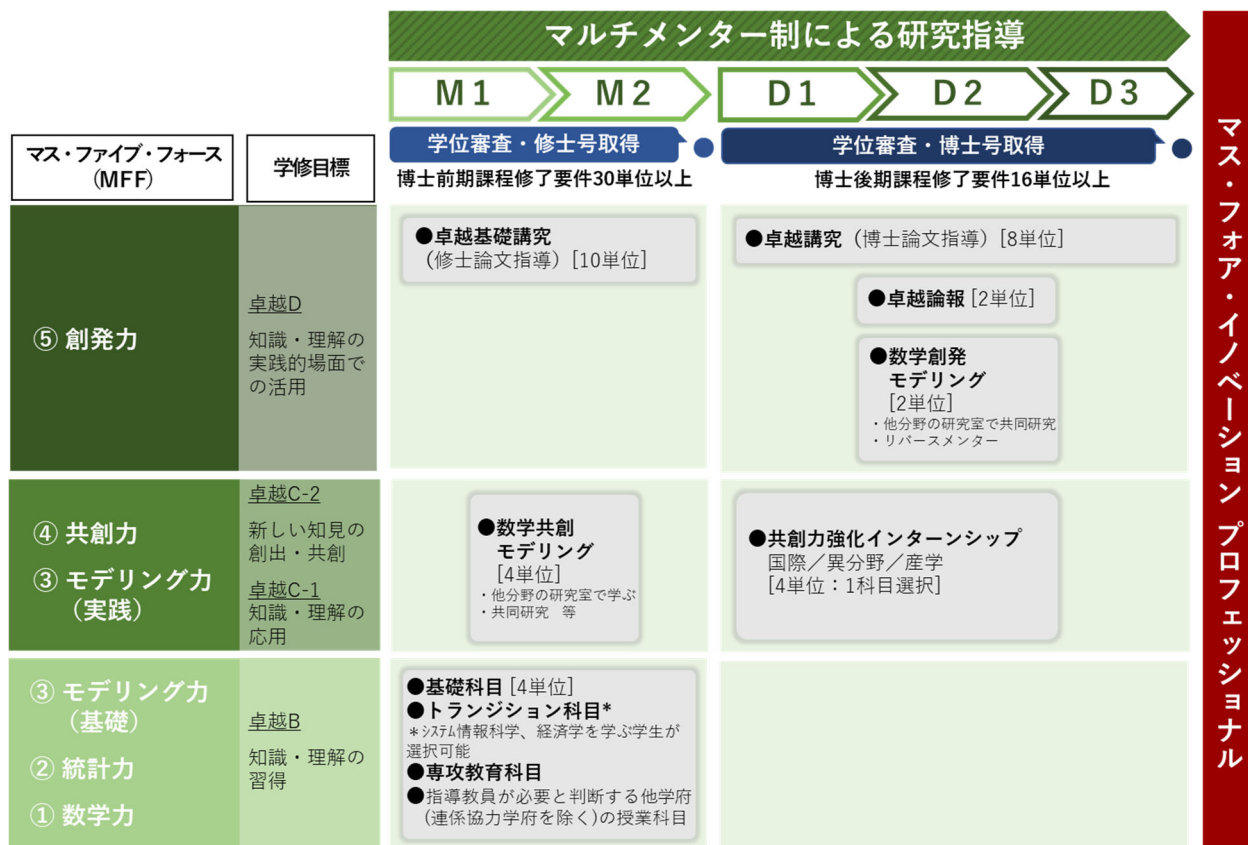 マルチメンター制による研究指導
M1
M2
D1
D2
D3
マス・ファイブ・フォース
(MFF)
学修目標
学位審査・修士号取得
博士前期課程修了要件30単位以上
学位審査・博士号取得
博士後期課程修了要件16単位以上
⑤ 創発力
卓越D
知識・理解の
実践的場面で
の活用
●卓越基礎講究
（修士論文指導）[10単位]
●卓越講究（博士論文指導）[8単位]
●卓越論報 [2単位]
●数学創発
モデリング
[2単位]
・他分野の研究室で共同研究
・リバースメンター
④ 共創力
③ モデリング力
（実践）
卓越C-2
新しい知見の
創出・共創
卓越C-1
知識・理解の
応用
●数学共創
モデリング
[4単位]
・他分野の研究室で学ぶ
・共同研究　等
●共創力強化インターンシップ
国際／異分野／産学
[4単位：1科目選択]
③ モデリング力
（基礎）
② 統計力
① 数学力
卓越B
知識・理解の
習得
●基礎科目 [4単位]
●トランジション科目*
＊ｼｽﾃﾑ情報科学、経済学を学ぶ学生が
選択可能
●専攻教育科目
●指導教員が必要と判断する他学府
(連係協力学府を除く)の授業科目
マス・フォア・イノベーション プロフェッショナル